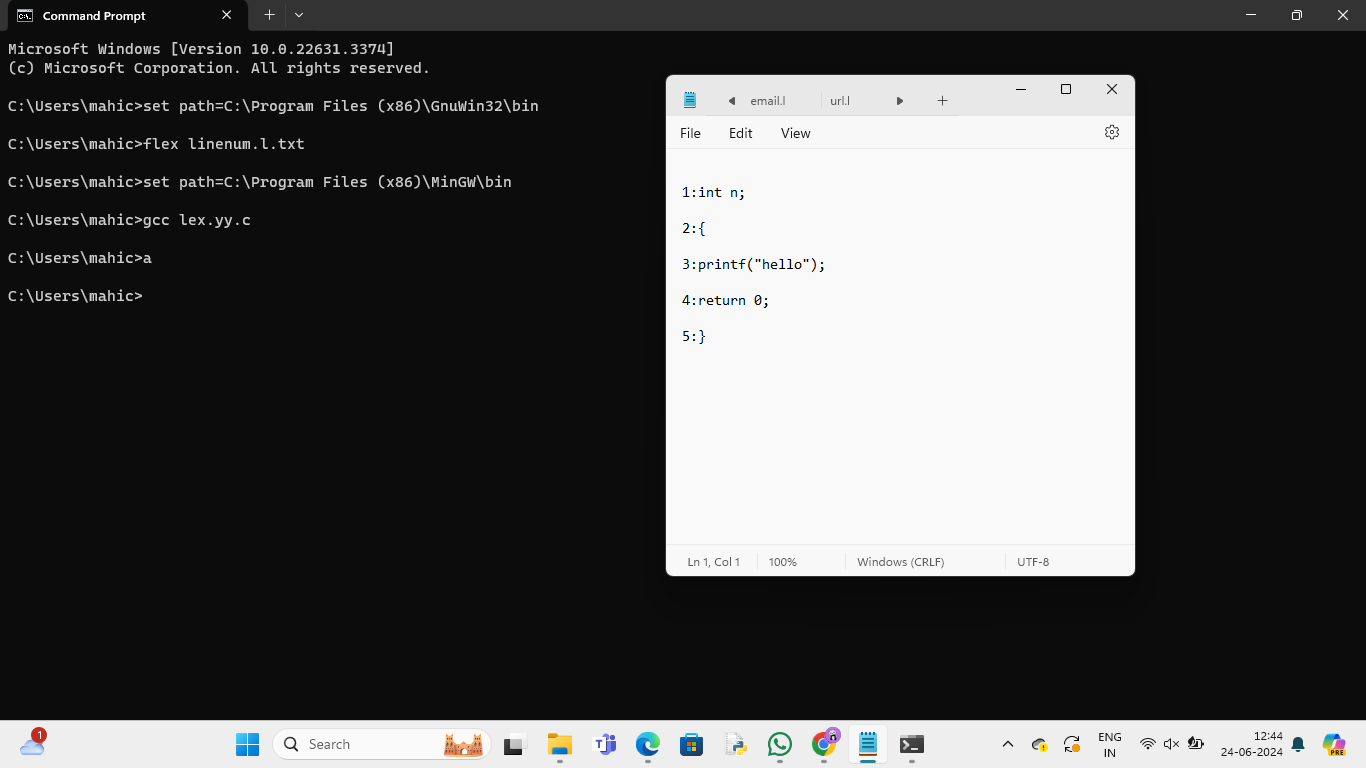 Command Prompt
Microsoft Windows [Version 10.0.22631.3374]
(c) Microsoft Corporation. All rights reserved.
C:\Users\mahic>set path=C:\Program Files (x86)\GnuWin32\bin
C:\Users\mahic>flex linenum.l.txt
C:\Users\mahic>set path=C:\Program Files (x86)\MinGW\bin
C:\Users\mahic>gcc lex.yy.c
C:\Users\mahic>a
C:\Users\mahic>
email.l url.l
File Edit View
1:int n;
2:{
3:printf("hello");
4:return 0;
5:}
Ln 1, Col 1 100% Windows (CRLF) UTF-8
1
Search
ENG
IN
12:44
24-06-2024
PRE